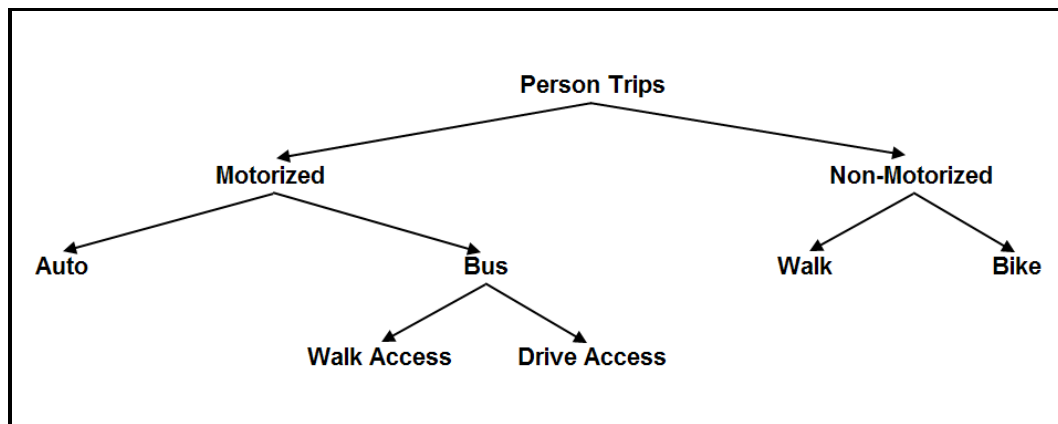 Person Trips
Motorized
Non-Motorized
Auto
Bus
Walk
Bike
Walk Access
Drive Access